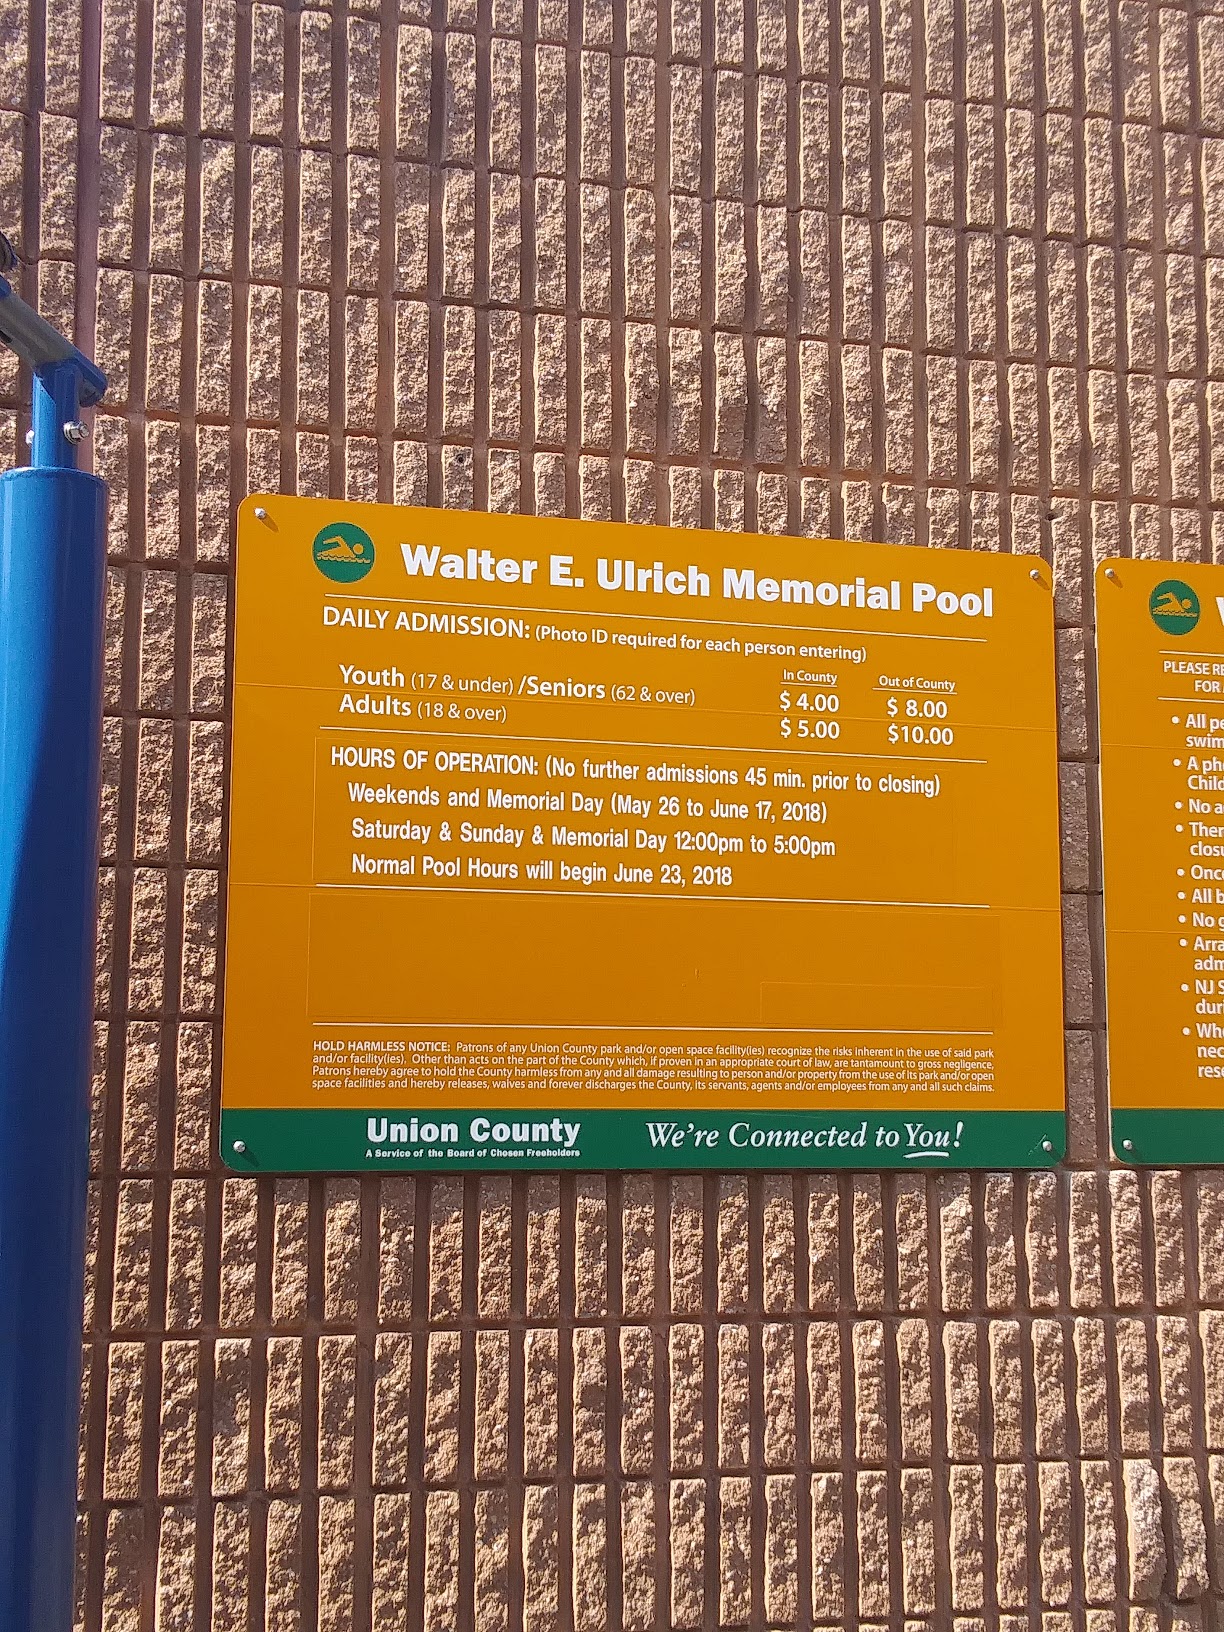 Walter E. Ulrich Memorial Pool
DAILY ADMISSION: (Photo ID required for each person entering)
In County Out of County
Youth (17 & under) /Seniors (62 & over) $ 4.00 $ 8.00
Adults (18 & over) $ 5.00 $10.00
HOURS OF OPERATION: (No further admissions 45 min. prior to closing)
Weekends and Memorial Day (May 26 to June 17, 2018)
Saturday & Sunday & Memorial Day 12:00pm to 5:00pm
Normal Pool Hours will begin June 23, 2018
HOLD HARMLESS NOTICE: Patrons of any Union County park and/or open space facility(ies) recognize the risks inherent in the use of said park
and/or facility(ies). Other than acts on the part of the County which, if proven in an appropriate court of law, are tantamount to gross negligence,
Patrons hereby agree to hold the County harmless from any and all damage resulting to person and/or property from the use of its park and/or open
space facilities and hereby releases, waives and forever discharges the County, its servants, agents and/or employees from any and all such claims.
Union County
A Service of the Board of Chosen Freeholders
We're Connected to You!
PLEASE
FOR
• All
swim
• A
• No
•
•
• All
• No
•
• NJ
•